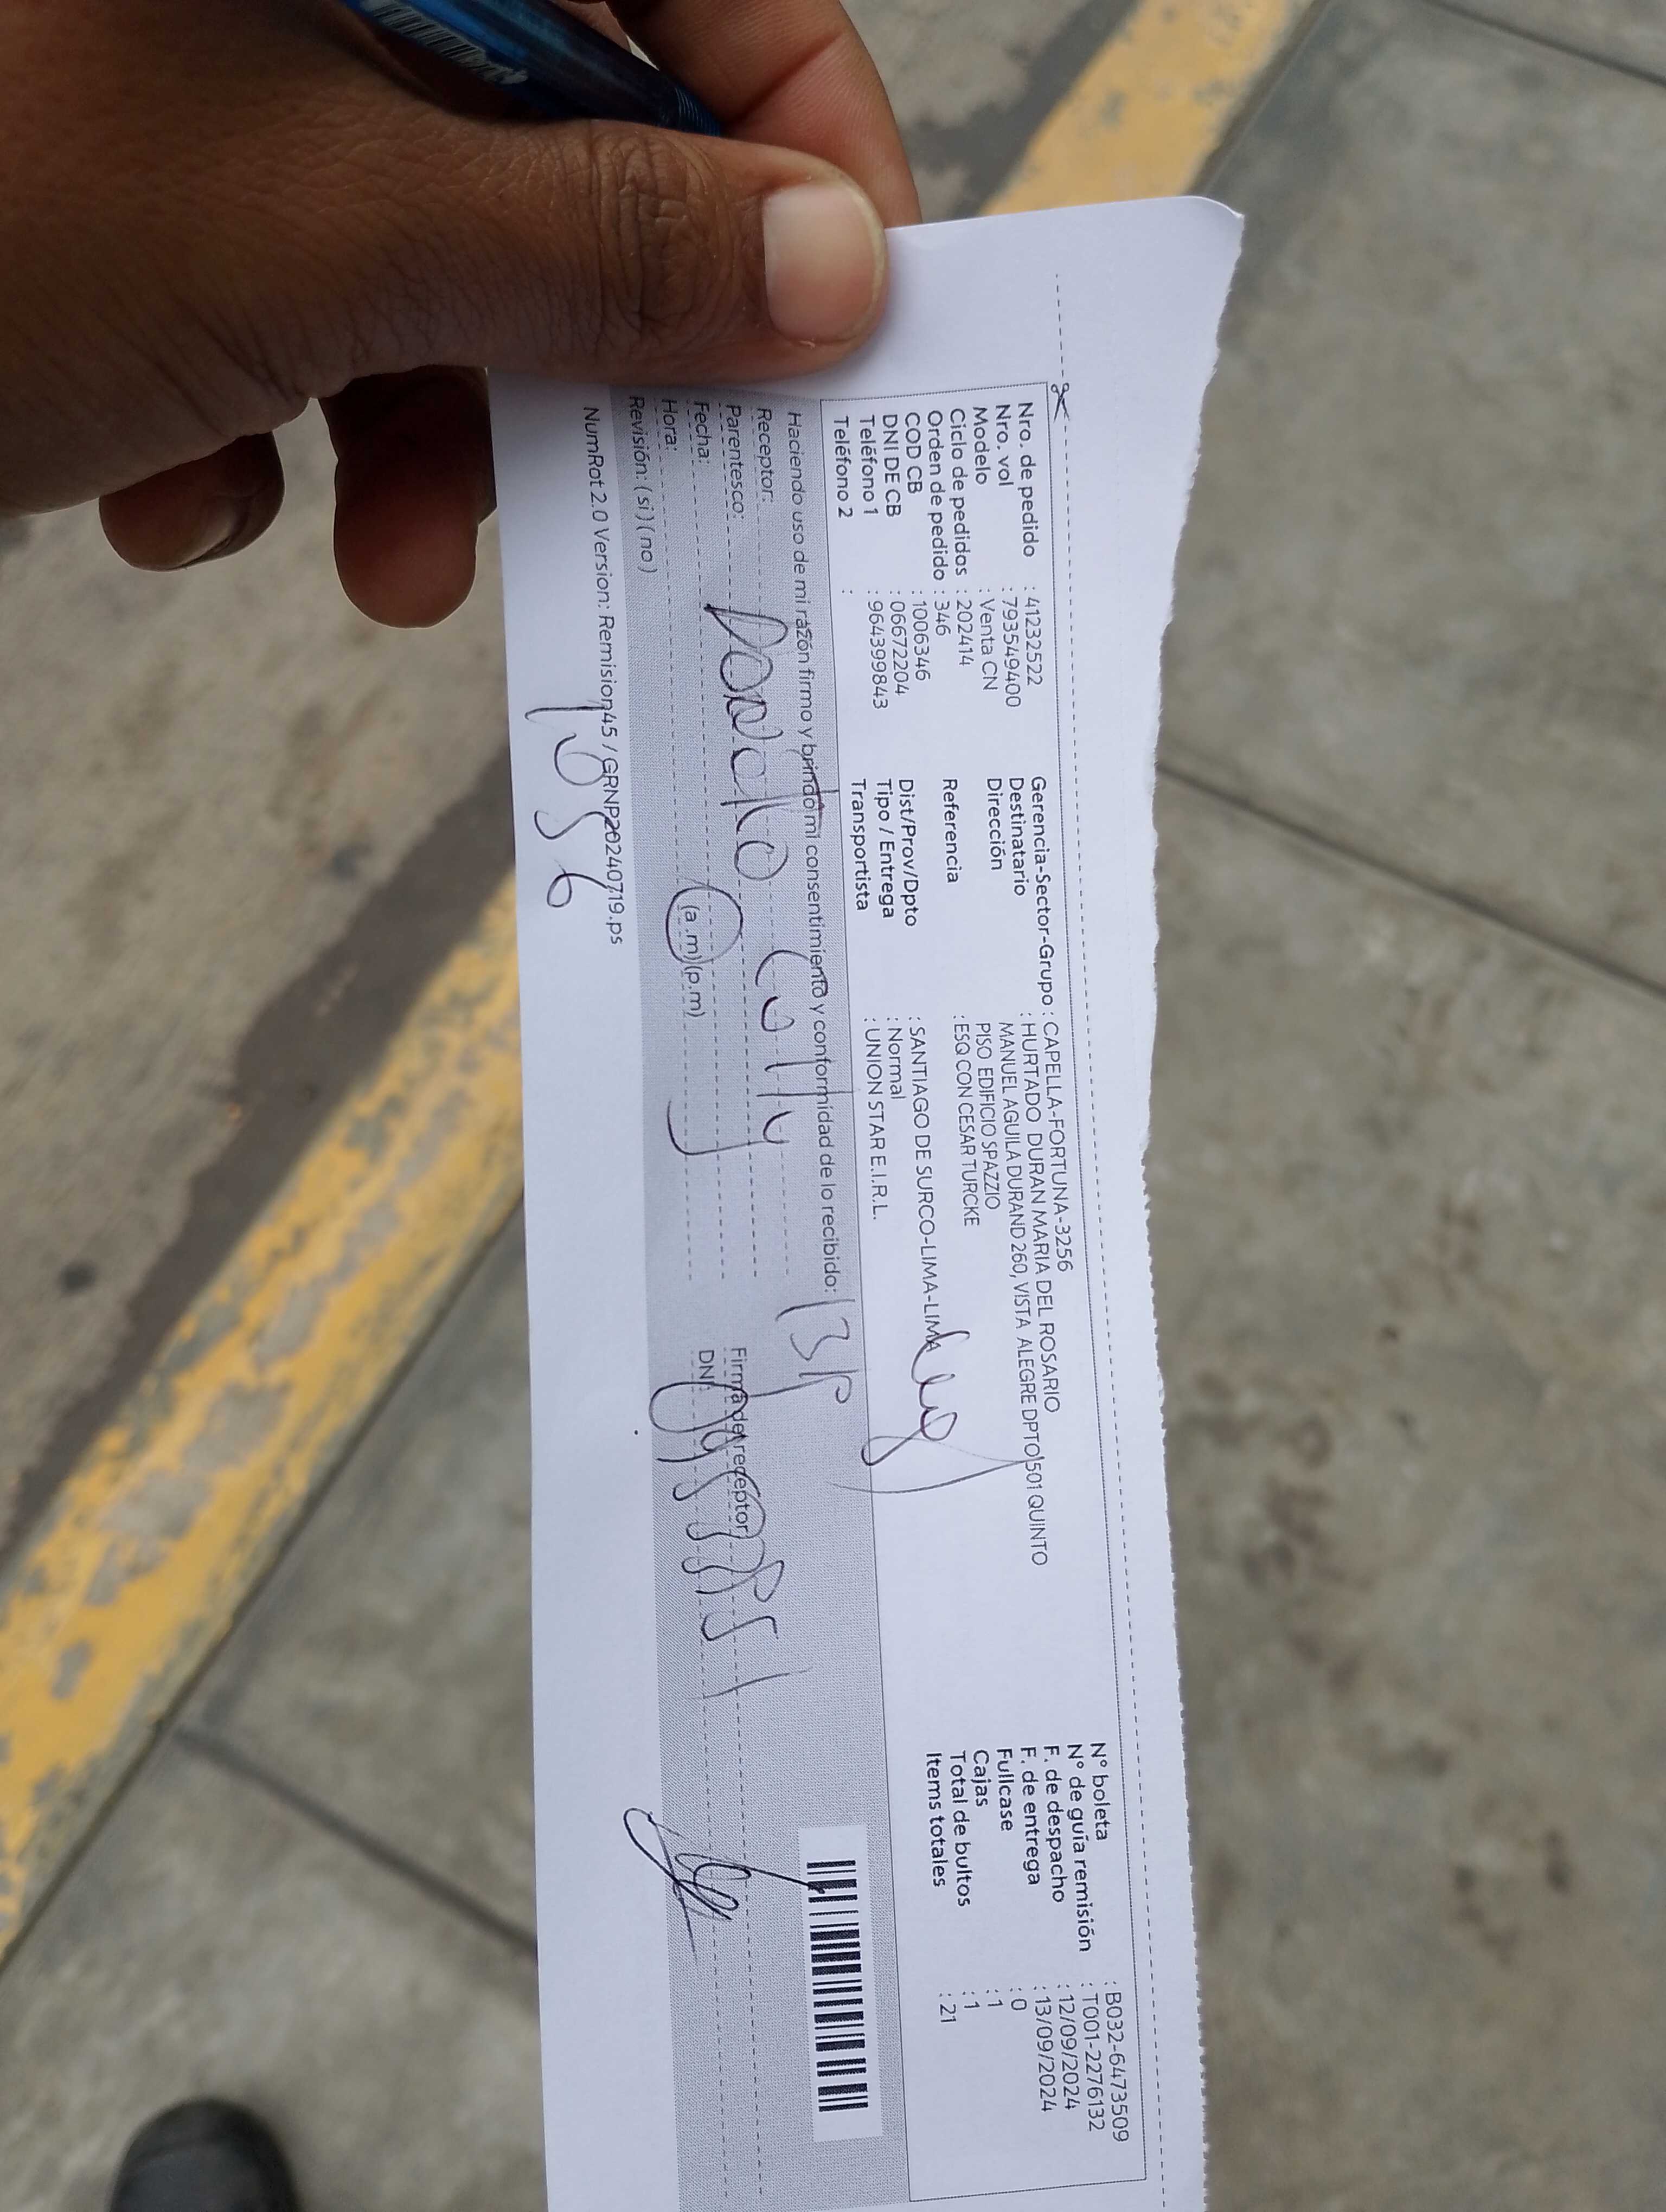 Nro. de pedido : 41232522
Nro. vol : 793549400
Modelo : Venta CN
Ciclo de pedidos : 202414
Orden de pedido : 346
COD CB : 1006346
DNI DE CB : 06672204
Teléfono 1 : 964399843
Teléfono 2 :
Gerencia-Sector-Grupo : CAPELLA-FORTUNA-3256
Destinatario : HURTADO DURAN MARIA DEL ROSARIO
Dirección MANUEL AGUILA DURAND 260, VISTA ALEGRE DPTO 501 QUINTO
PISO EDIFICIO SPAZZIO
Referencia : ESQ CON CESAR TURCKE
Dist/Prov/Dpto : SANTIAGO DE SURCO-LIMA-LIMA
Tipo / Entrega : Normal
Transportista : UNION STAR E.I.R.L.
N° boleta : B032-6473509
N° de guía remisión : T001-2276132
F. de despacho : 12/09/2024
F. de entrega : 13/09/2024
Fullcase : 0
Cajas : 1
Total de bultos : 1
Items totales : 21
Haciendo uso de mi razón firmo y brindo mi consentimiento y conformidad de lo recibido:
Receptor:
Parentesco:
Fecha:
Hora: (a.m) (p.m)
Revisión: ( si ) ( no )
Firma del receptor:
DNI:
NumRot 2.0 Version: Remision45 / GRNP20240719.ps
1056